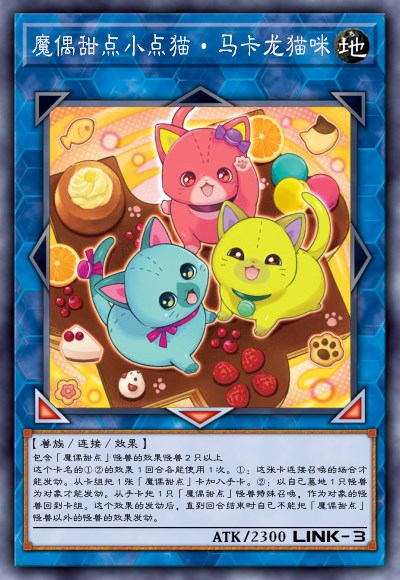 魔偶甜点小点猫·马卡龙猫咪 地
【兽族/连接/效果】
包含「魔偶甜点」怪兽的效果怪兽2只以上
这个卡名的①②的效果1回合各能使用1次。①：这张卡连接召唤的场合才
能发动。从卡组把1张「魔偶甜点」卡加入手卡。②：以自己墓地1只怪兽
为对象才能发动。从手卡把1只「魔偶甜点」怪兽特殊召唤，作为对象的怪
兽回到卡组。这个效果的发动后，直到回合结束时自己不能把「魔偶甜点」
怪兽以外的怪兽的效果发动。
ATK/2300 LINK-3